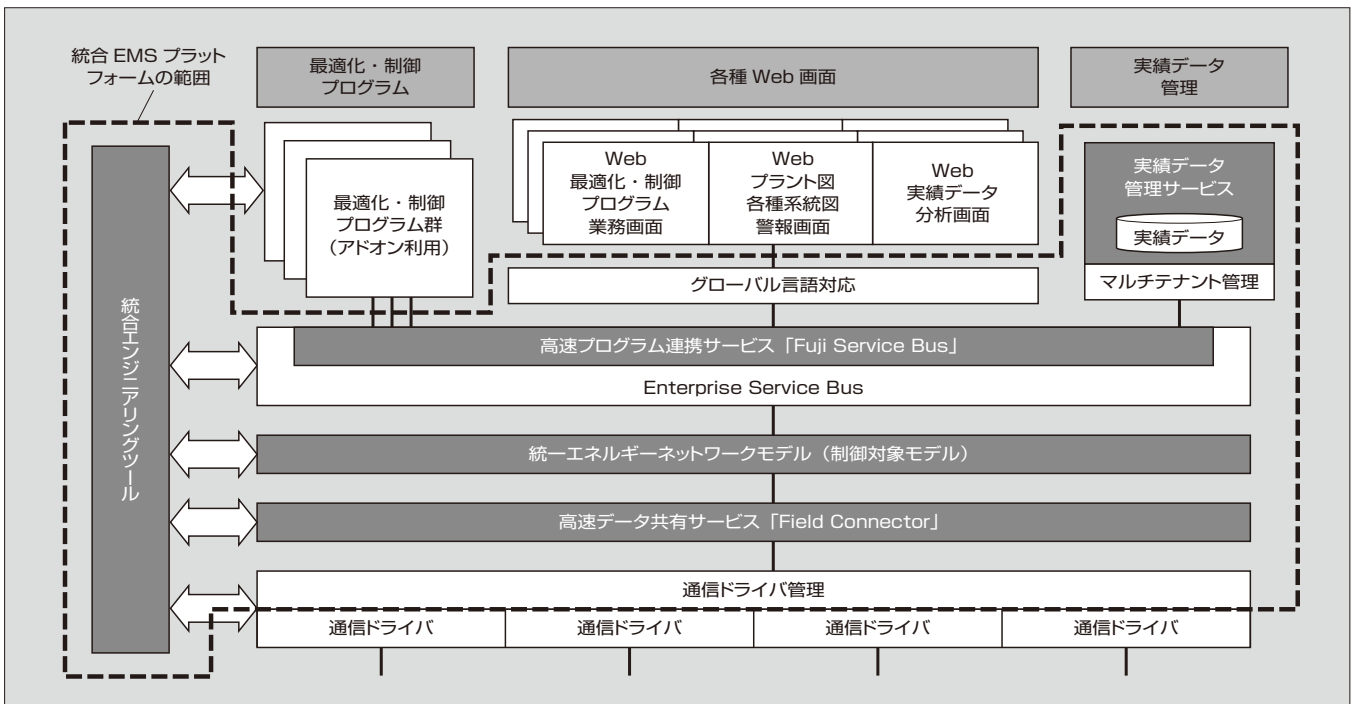 統合 EMS プラット
フォームの範囲
最適化・制御
プログラム
各種 Web 画面
実績データ
管理
最適化・制御
プログラム群
（アドオン利用）
Web
最適化・制御
プログラム
業務画面
Web
プラント図
各種系統図
警報画面
Web
実績データ
分析画面
実績データ
管理サービス
実績データ
マルチテナント管理
グローバル言語対応
統合エンジニアリングツール
高速プログラム連携サービス「Fuji Service Bus」
Enterprise Service Bus
統一エネルギーネットワークモデル（制御対象モデル）
高速データ共有サービス「Field Connector」
通信ドライバ管理
通信ドライバ
通信ドライバ
通信ドライバ
通信ドライバ